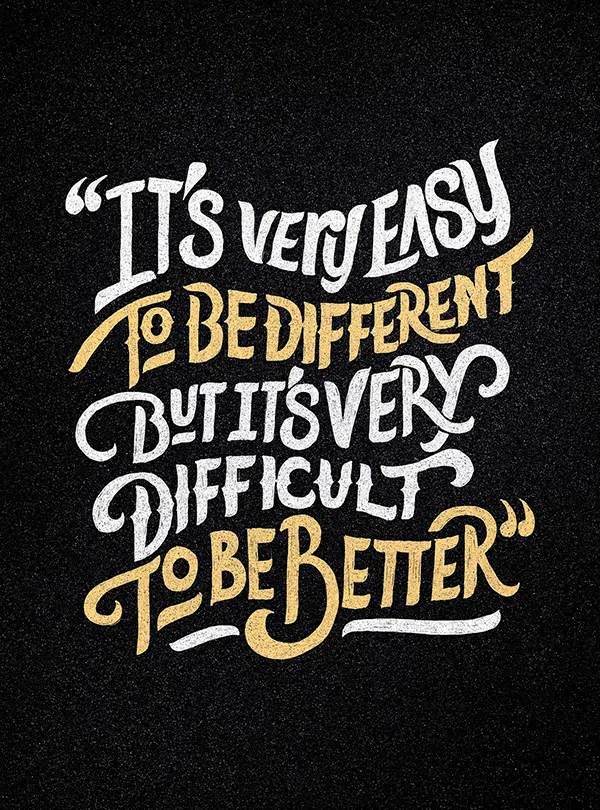 “IT'S VERY EASY
TO BE DIFFERENT
BUT IT'S VERY
DIFFICULT
TO BE BETTER”